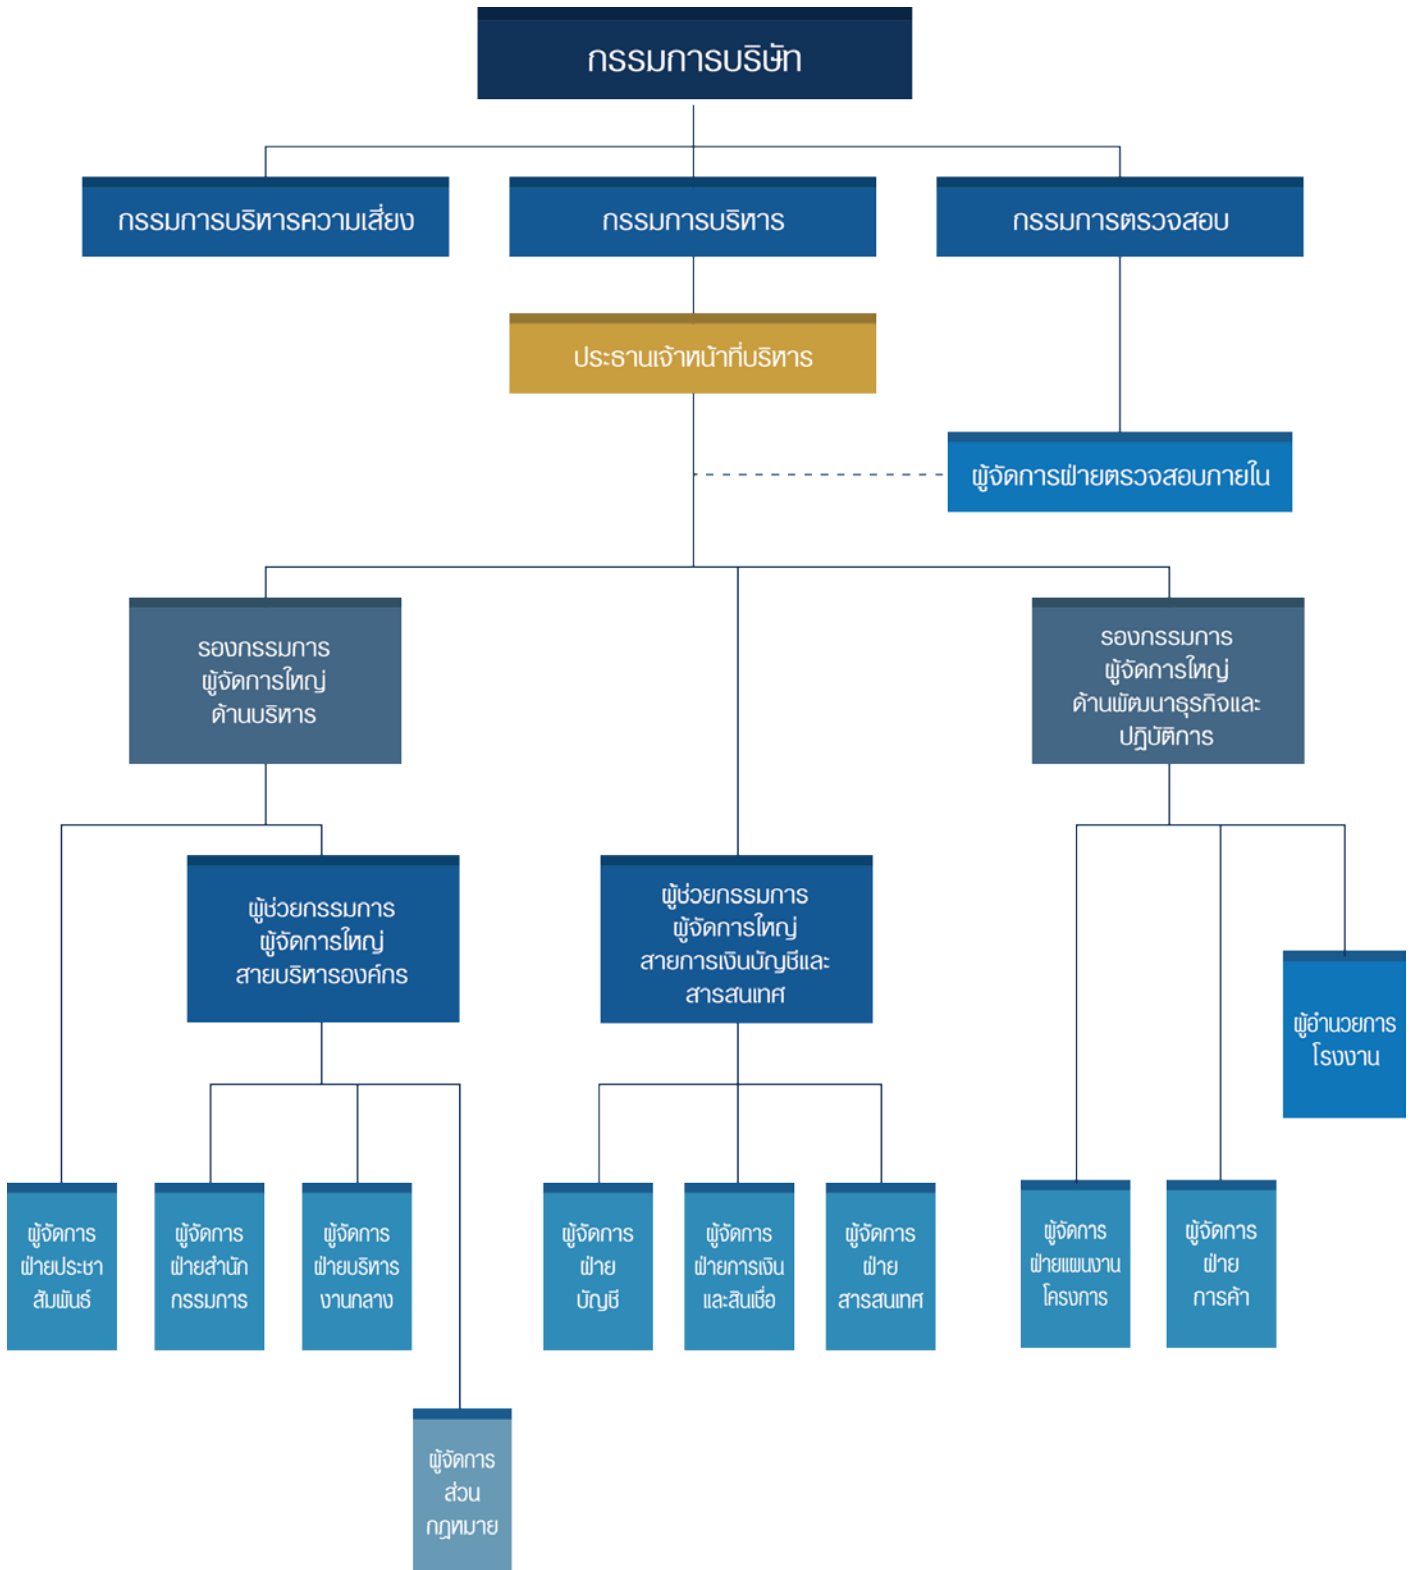 กรรมการบริษัท
กรรมการบริหารความเสี่ยง
กรรมการบริหาร
กรรมการตรวจสอบ
ประธานเจ้าหน้าที่บริหาร
ผู้จัดการฝ่ายตรวจสอบภายใน
รองกรรมการ
ผู้จัดการใหญ่
ด้านบริหาร
รองกรรมการ
ผู้จัดการใหญ่
ด้านพัฒนาธุรกิจและ
ปฏิบัติการ
ผู้ช่วยกรรมการ
ผู้จัดการใหญ่
สายบริหารองค์กร
ผู้ช่วยกรรมการ
ผู้จัดการใหญ่
สายการเงินบัญชีและ
สารสนเทศ
ผู้อำนวยการ
โรงงาน
ผู้จัดการ
ฝ่ายประชา
สัมพันธ์
ผู้จัดการ
ฝ่ายสำนัก
กรรมการ
ผู้จัดการ
ฝ่ายบริหาร
งานกลาง
ผู้จัดการ
ฝ่าย
บัญชี
ผู้จัดการ
ฝ่ายการเงิน
และสินเชื่อ
ผู้จัดการ
ฝ่าย
สารสนเทศ
ผู้จัดการ
ฝ่ายแผนงาน
โครงการ
ผู้จัดการ
ฝ่าย
การค้า
ผู้จัดการ
ส่วน
กฎหมาย